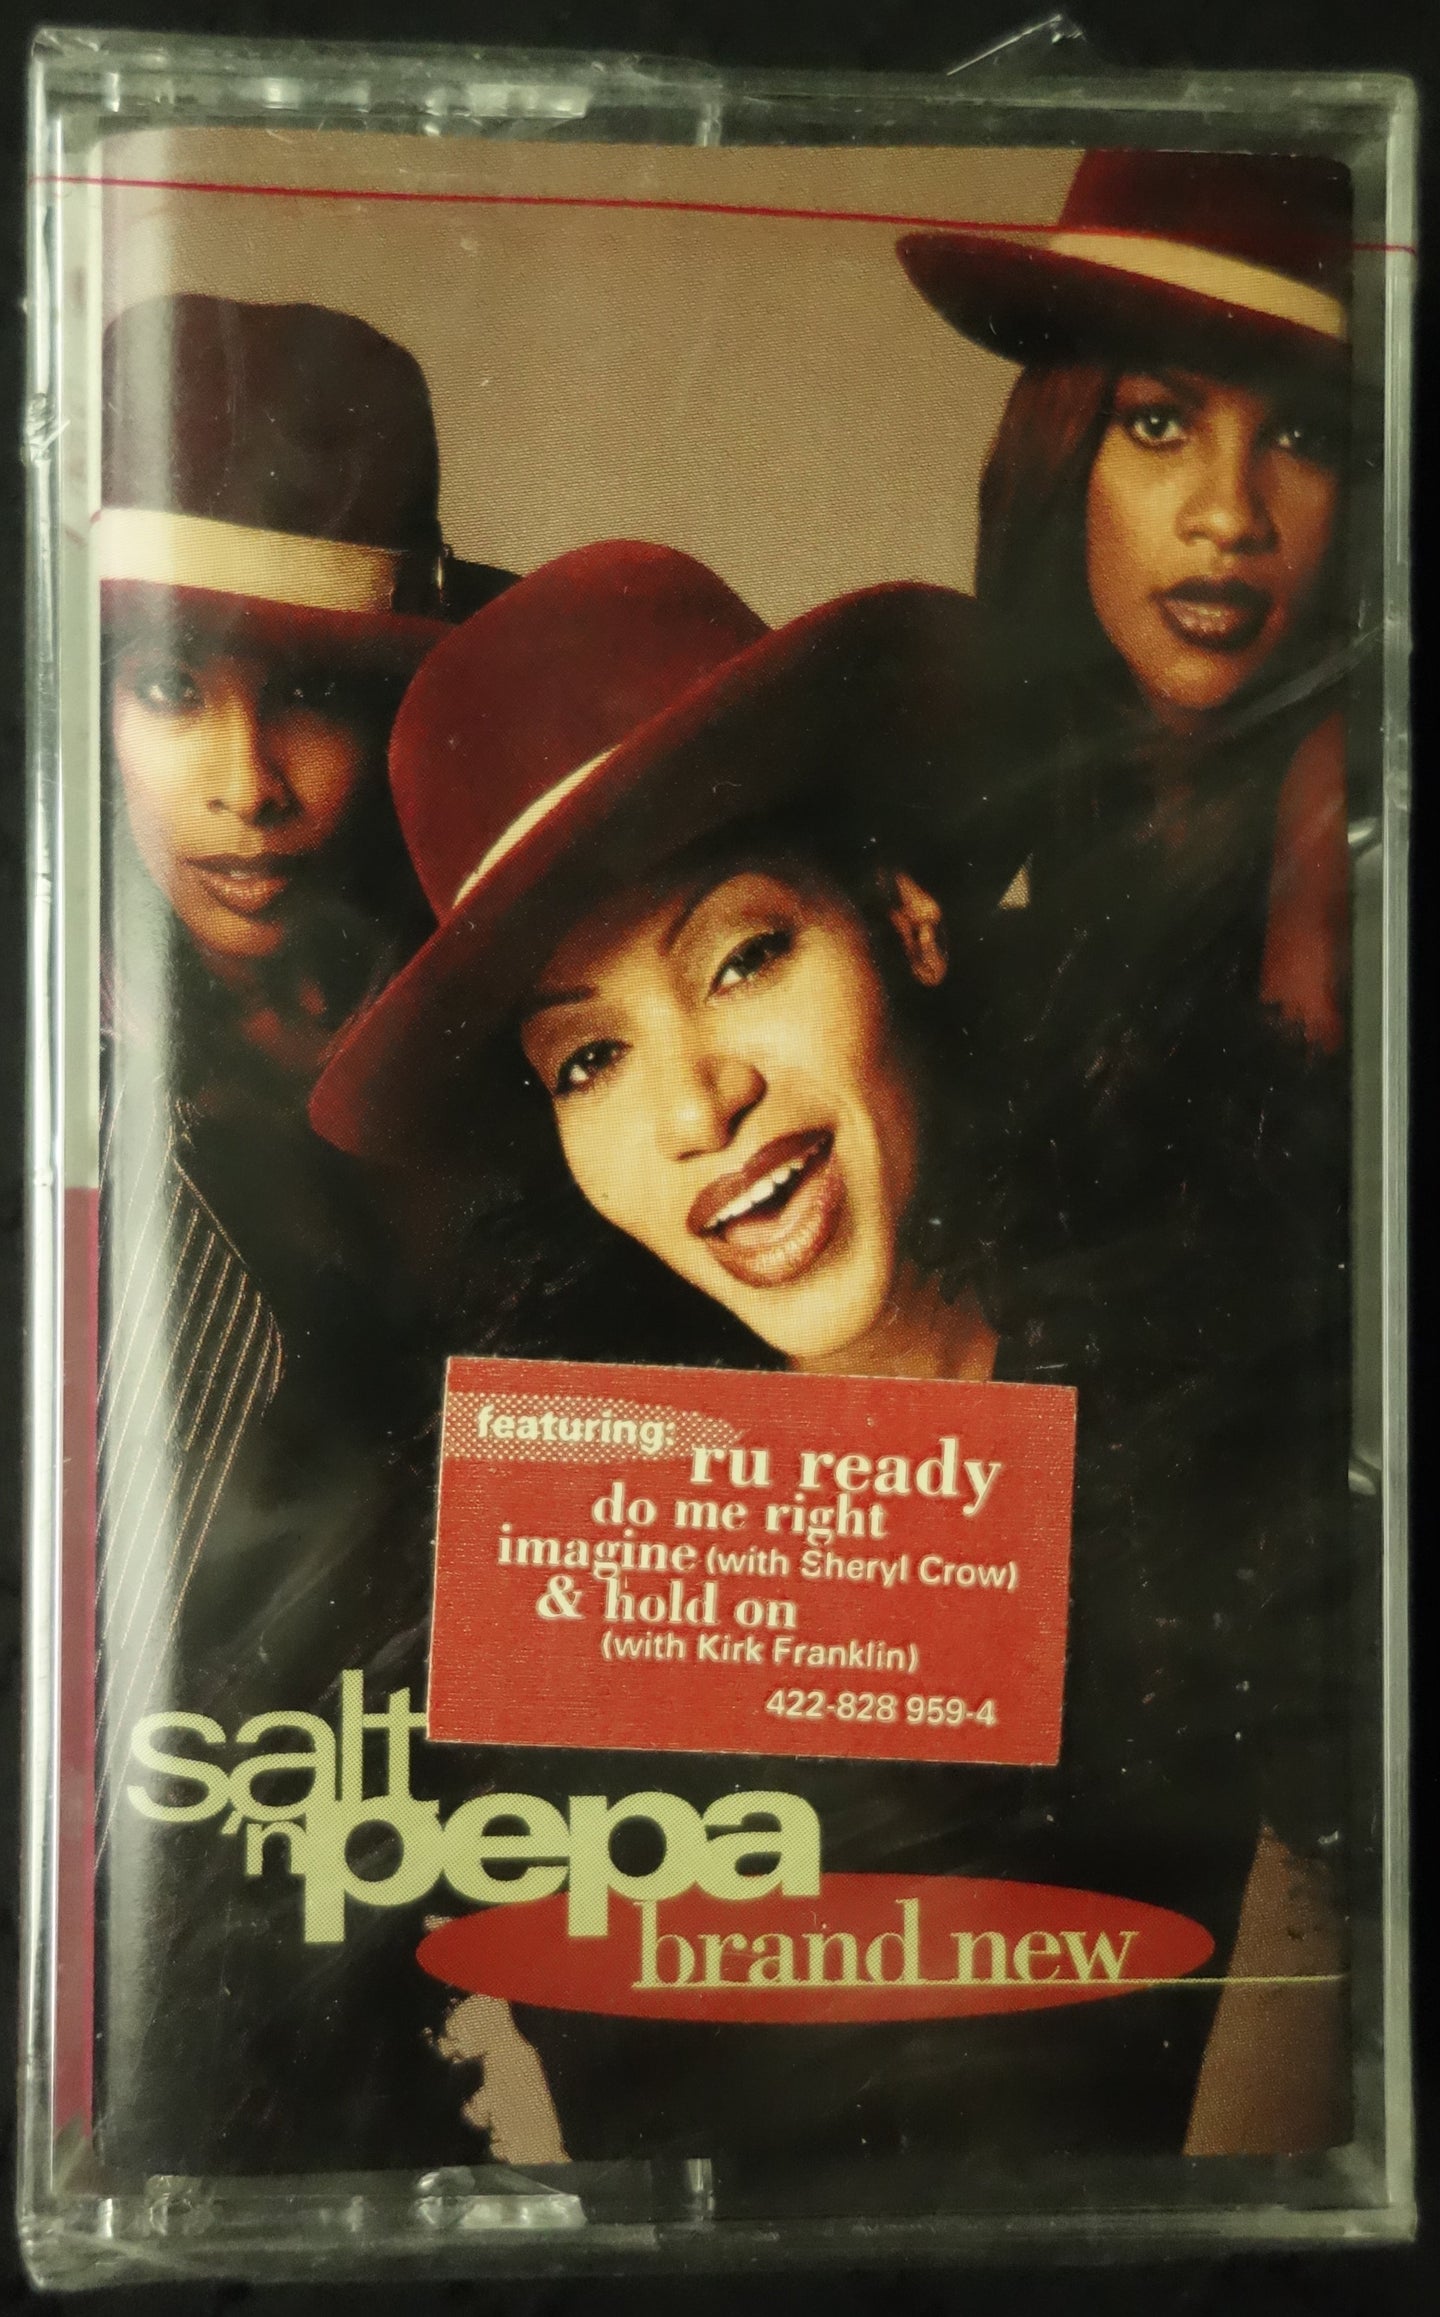 featuring:
ru ready
do me right
imagine (with Sheryl Crow)
& hold on
(with Kirk Franklin)
422-828 959-4
salt
'n pepa
brand new